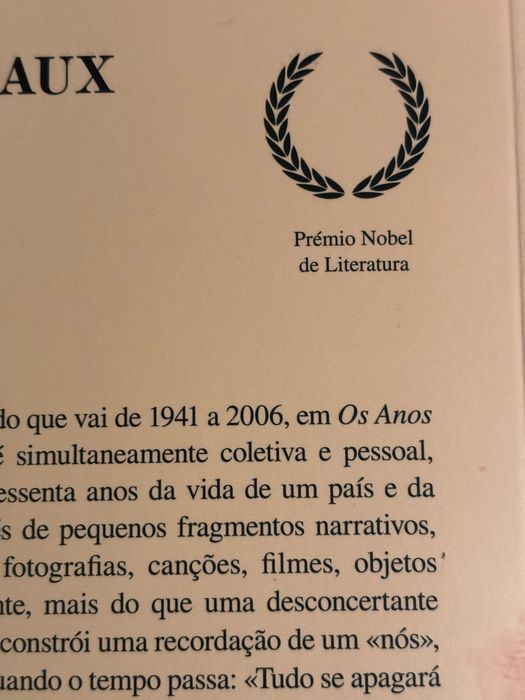 AUX
Prémio Nobel
de Literatura
do que vai de 1941 a 2006, em Os Anos
é simultaneamente coletiva e pessoal,
essenta anos da vida de um país e da
s de pequenos fragmentos narrativos,
fotografias, canções, filmes, objetos
nte, mais do que uma desconcertante
constrói uma recordação de um «nós»,
uando o tempo passa: «Tudo se apagará